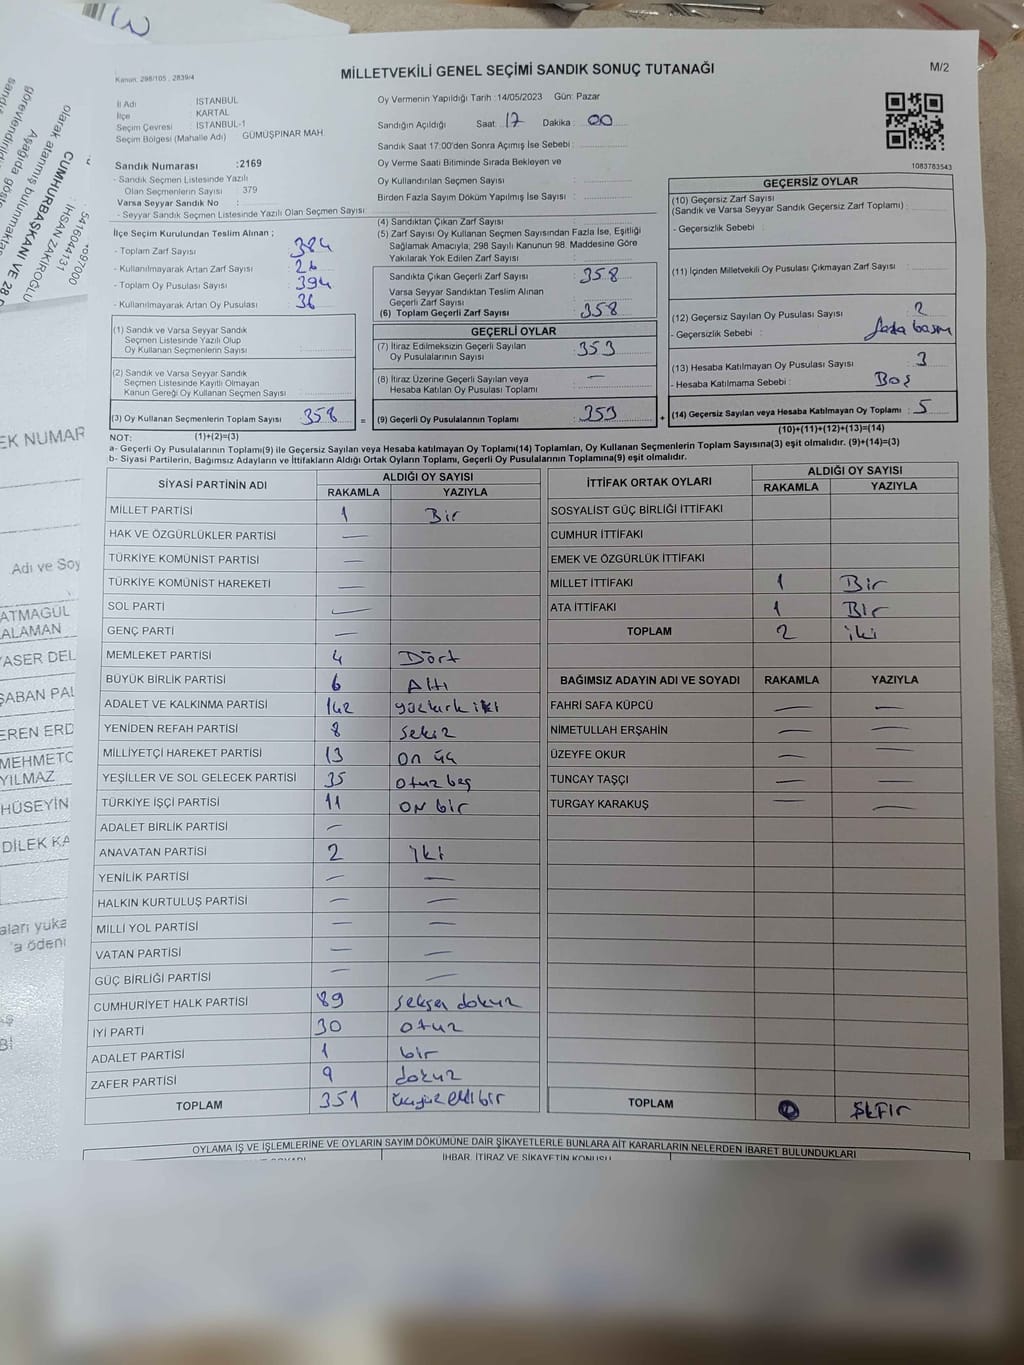 Kanun: 298/105 , 2839/4
MİLLETVEKİLİ GENEL SEÇİMİ SANDIK SONUÇ TUTANAĞI
M/2
İl Adı : İSTANBUL
İlçe : KARTAL
Seçim Çevresi : İSTANBUL-1
Seçim Bölgesi (Mahalle Adı) : GÜMÜŞPINAR MAH.
Oy Vermenin Yapıldığı Tarih :14/05/2023 Gün: Pazar
Sandığın Açıldığı Saat 17 Dakika 00
Sandık Saat 17:00'den Sonra Açımış İse Sebebi :
Oy Verme Saati Bitiminde Sırada Bekleyen ve
Oy Kullandırılan Seçmen Sayısı :
Birden Fazla Sayım Döküm Yapılmış İse Sayısı :
1083783543
Sandık Numarası :2169
- Sandık Seçmen Listesinde Yazılı
Olan Seçmenlerin Sayısı : 379
Varsa Seyyar Sandık No :
- Seyyar Sandık Seçmen Listesinde Yazılı Olan Seçmen Sayısı
İlçe Seçim Kurulundan Teslim Alınan ;
- Toplam Zarf Sayısı : 384
- Kullanılmayarak Artan Zarf Sayısı : 26
- Toplam Oy Pusulası Sayısı : 394
- Kullanılmayarak Artan Oy Pusulası : 36
(4) Sandıktan Çıkan Zarf Sayısı :
(5) Zarf Sayısı Oy Kullanan Seçmen Sayısından Fazla İse, Eşitliği
Sağlamak Amacıyla; 298 Sayılı Kanunun 98. Maddesine Göre
Yakılarak Yok Edilen Zarf Sayısı :
Sandıkta Çıkan Geçerli Zarf Sayısı : 358
Varsa Seyyar Sandıktan Teslim Alınan
Geçerli Zarf Sayısı :
(6) Toplam Geçerli Zarf Sayısı : 358
GEÇERSİZ OYLAR
(10) Geçersiz Zarf Sayısı
(Sandık ve Varsa Seyyar Sandık Geçersiz Zarf Toplamı) :
- Geçersizlik Sebebi :
(11) İçinden Milletvekili Oy Pusulası Çıkmayan Zarf Sayısı :
(12) Geçersiz Sayılan Oy Pusulası Sayısı : 2
- Geçersizlik Sebebi :
(13) Hesaba Katılmayan Oy Pusulası Sayısı : 3
- Hesaba Katılmama Sebebi : Boş
(14) Geçersiz Sayılan veya Hesaba Katılmayan Oy Toplamı : 5
(10)+(11)+(12)+(13)=(14)
(1) Sandık ve Varsa Seyyar Sandık
Seçmen Listesinde Yazılı Olup
Oy Kullanan Seçmenlerin Sayısı :
(2) Sandık ve Varsa Seyyar Sandık
Seçmen Listesinde Kayıtlı Olmayan
Kanun Gereği Oy Kullanan Seçmen Sayısı :
(3) Oy Kullanan Seçmenlerin Toplam Sayısı : 358 =
(1)+(2)=(3)
GEÇERLİ OYLAR
(7) İtiraz Edilmeksizin Geçerli Sayılan
Oy Pusulalarının Sayısı : 353
(8) İtiraz Üzerine Geçerli Sayılan veya
Hesaba Katılan Oy Pusulası Toplamı : —
(9) Geçerli Oy Pusulalarının Toplamı : 353 +
NOT:
a- Geçerli Oy Pusulalarının Toplamı(9) ile Geçersiz Sayılan veya Hesaba katılmayan Oy Toplamı(14) Toplamları, Oy Kullanan Seçmenlerin Toplam Sayısına(3) eşit olmalıdır. (9)+(14)=(3)
b- Siyasi Partilerin, Bağımsız Adayların ve İttifakların Aldığı Ortak Oyların Toplamı, Geçerli Oy Pusulalarının Toplamına(9) eşit olmalıdır.
SİYASİ PARTİNİN ADI ALDIĞI OY SAYISI
RAKAMLA YAZIYLA
MİLLET PARTİSİ 1 Bir
HAK VE ÖZGÜRLÜKLER PARTİSİ —
TÜRKİYE KOMÜNİST PARTİSİ —
TÜRKİYE KOMÜNİST HAREKETİ —
SOL PARTİ —
GENÇ PARTİ —
MEMLEKET PARTİSİ 4 Dört
BÜYÜK BİRLİK PARTİSİ 6 Altı
ADALET VE KALKINMA PARTİSİ 142 yüzkırk iki
YENİDEN REFAH PARTİSİ 8 sekiz
MİLLİYETÇİ HAREKET PARTİSİ 13 on üç
YEŞİLLER VE SOL GELECEK PARTİSİ 35 otuz beş
TÜRKİYE İŞÇİ PARTİSİ 11 on bir
ADALET BİRLİK PARTİSİ —
ANAVATAN PARTİSİ 2 iki
YENİLİK PARTİSİ — —
HALKIN KURTULUŞ PARTİSİ — —
MİLLİ YOL PARTİSİ — —
VATAN PARTİSİ — —
GÜÇ BİRLİĞİ PARTİSİ — —
CUMHURİYET HALK PARTİSİ 89 seksen dokuz
İYİ PARTİ 30 otuz
ADALET PARTİSİ 1 bir
ZAFER PARTİSİ 9 dokuz
TOPLAM 351 üçyüz elli bir
İTTİFAK ORTAK OYLARI ALDIĞI OY SAYISI
RAKAMLA YAZIYLA
SOSYALİST GÜÇ BİRLİĞİ İTTİFAKI
CUMHUR İTTİFAKI
EMEK VE ÖZGÜRLÜK İTTİFAKI
MİLLET İTTİFAKI 1 Bir
ATA İTTİFAKI 1 Bir
TOPLAM 2 iki
BAĞIMSIZ ADAYIN ADI VE SOYADI RAKAMLA YAZIYLA
FAHRİ SAFA KÜPCÜ — —
NİMETULLAH ERŞAHİN — —
ÜZEYFE OKUR — —
TUNCAY TAŞÇI — —
TURGAY KARAKUŞ — —
TOPLAM 0 SIFIR
OYLAMA İŞ VE İŞLEMLERİNE VE OYLARIN SAYIM DÖKÜMÜNE DAİR ŞİKAYETLERLE BUNLARA AİT KARARLARIN NELERDEN İBARET BULUNDUKLARI
İHBAR, İTİRAZ VE ŞİKAYETİN KONUSU
olarak atanmış bulunmakta
Aşağıda göste
görevlendirildi
CUMHURBAŞKANI VE 28
: İHSAN ZAKİROĞLU
5416044131
EK NUMAR
Adı ve Soy
ATMAGÜL
ALAMAN
YASER DEL
ŞABAN PAL
EREN ERD
MEHMETC
YILMAZ
HÜSEYİN
DİLEK KA
aları yuka
'a ödeni